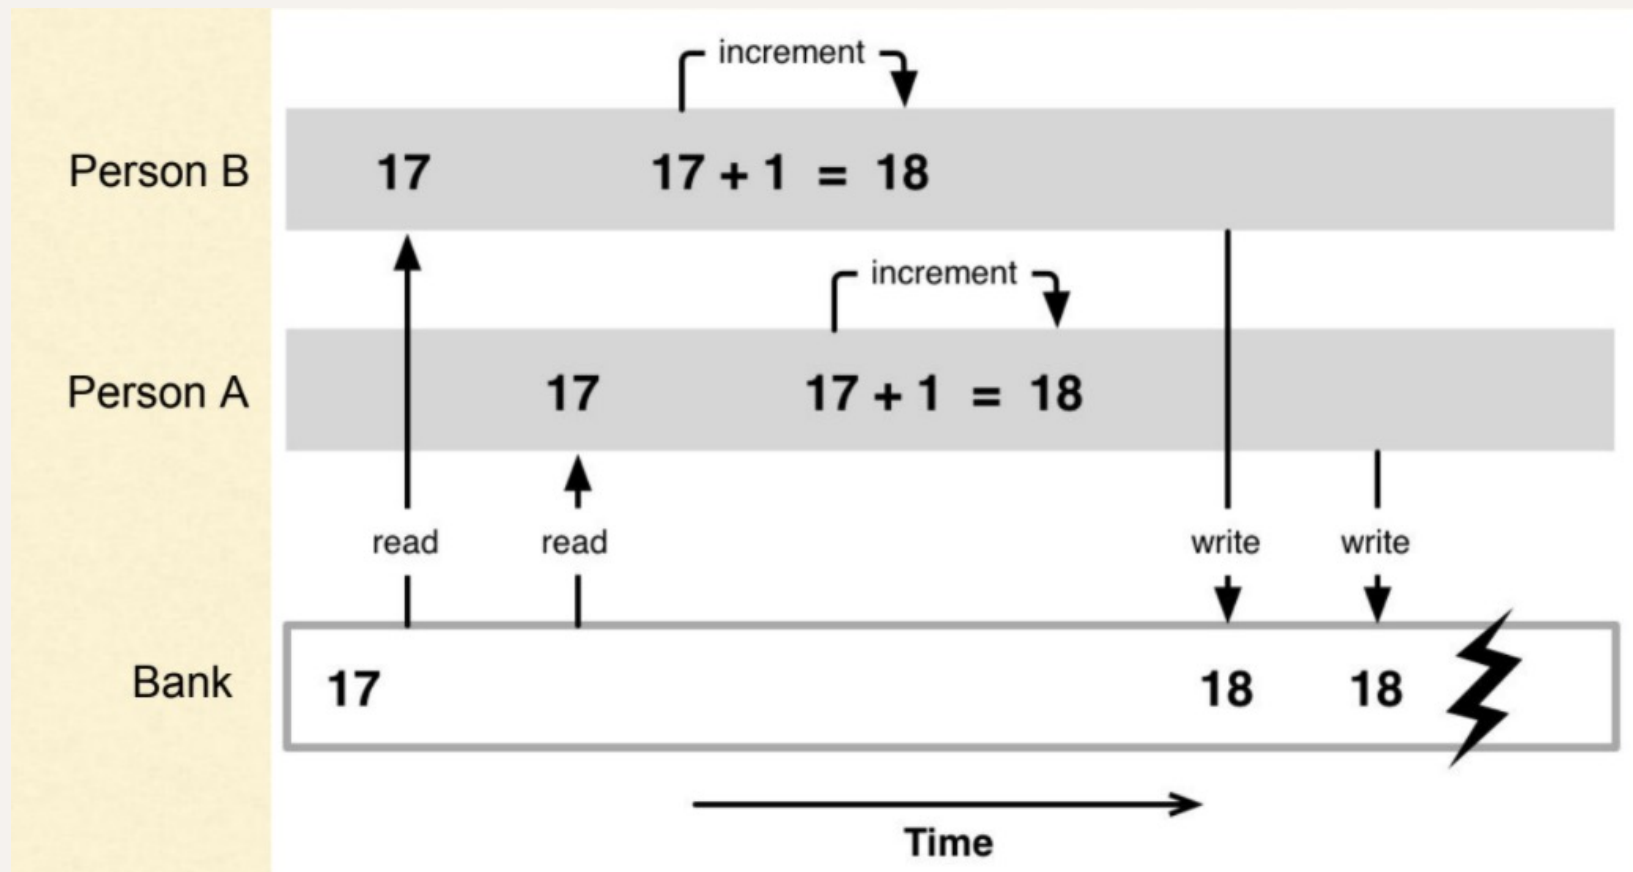 increment
Person B 17 17 + 1 = 18
increment
Person A 17 17 + 1 = 18
read read write write
Bank 17 18 18
Time